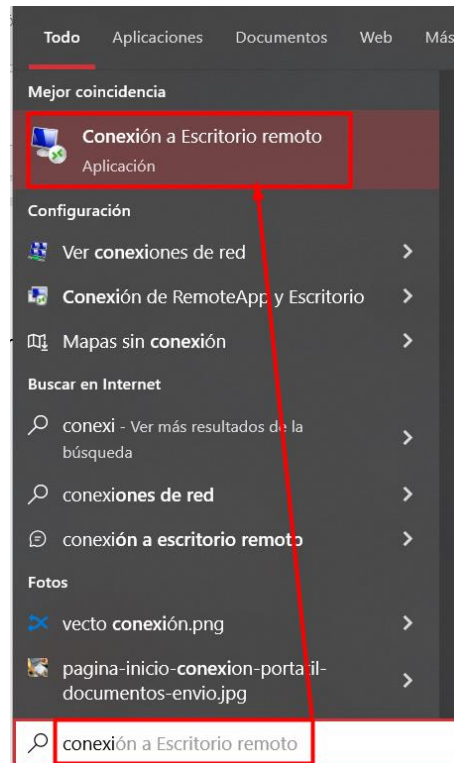 Todo Aplicaciones Documentos Web Más
Mejor coincidencia
Conexión a Escritorio remoto
Aplicación
Configuración
Ver conexiones de red
Conexión de RemoteApp y Escritorio
Mapas sin conexión
Buscar en Internet
conexi - Ver más resultados de la
búsqueda
conexiones de red
conexión a escritorio remoto
Fotos
vecto conexión.png
pagina-inicio-conexion-portatil-
documentos-envio.jpg
conexión a Escritorio remoto